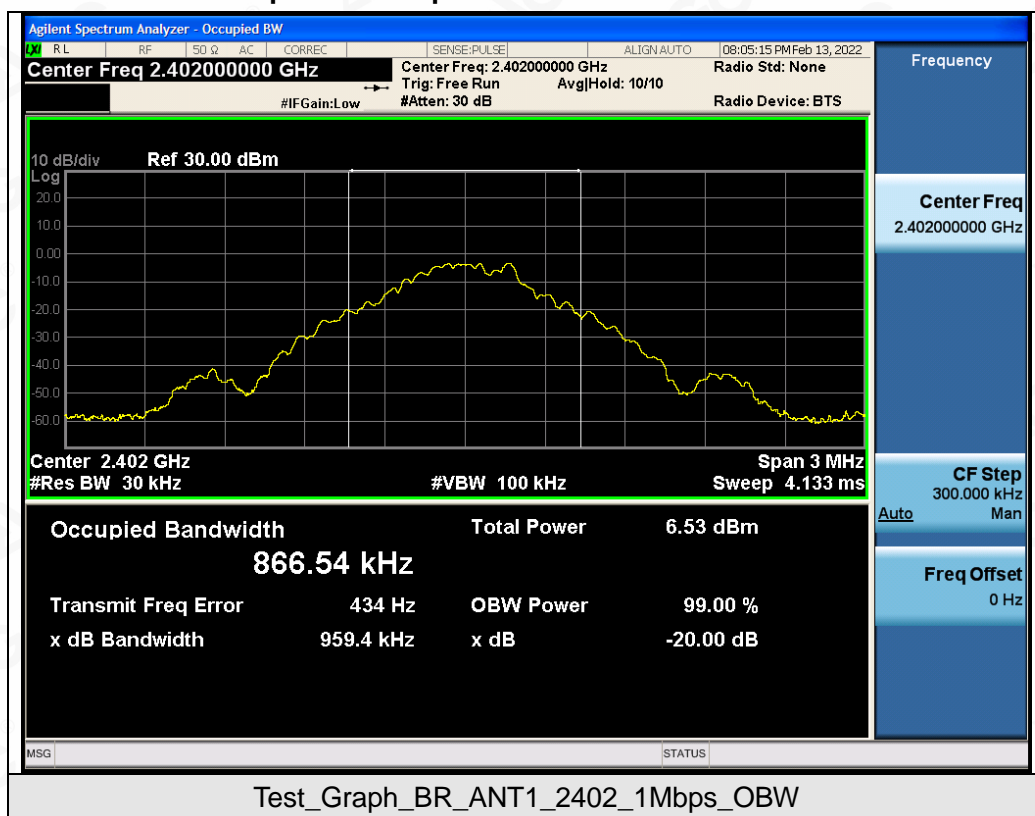 Agilent Spectrum Analyzer - Occupied BW
LXI RL RF 50 Ω AC CORREC SENSE:PULSE ALIGN AUTO 08:05:15 PM Feb 13, 2022
Center Freq 2.402000000 GHz
Center Freq: 2.402000000 GHz
Radio Std: None
Trig: Free Run Avg|Hold: 10/10
#IFGain:Low #Atten: 30 dB Radio Device: BTS
10 dB/div Ref 30.00 dBm
Log
20.0
10.0
0.00
-10.0
-20.0
-30.0
-40.0
-50.0
-60.0
Center 2.402 GHz Span 3 MHz
#Res BW 30 kHz #VBW 100 kHz Sweep 4.133 ms
Occupied Bandwidth Total Power 6.53 dBm
866.54 kHz
Transmit Freq Error 434 Hz OBW Power 99.00 %
x dB Bandwidth 959.4 kHz x dB -20.00 dB
MSG STATUS
Frequency
Center Freq
2.402000000 GHz
CF Step
300.000 kHz
Auto Man
Freq Offset
0 Hz
Test_Graph_BR_ANT1_2402_1Mbps_OBW